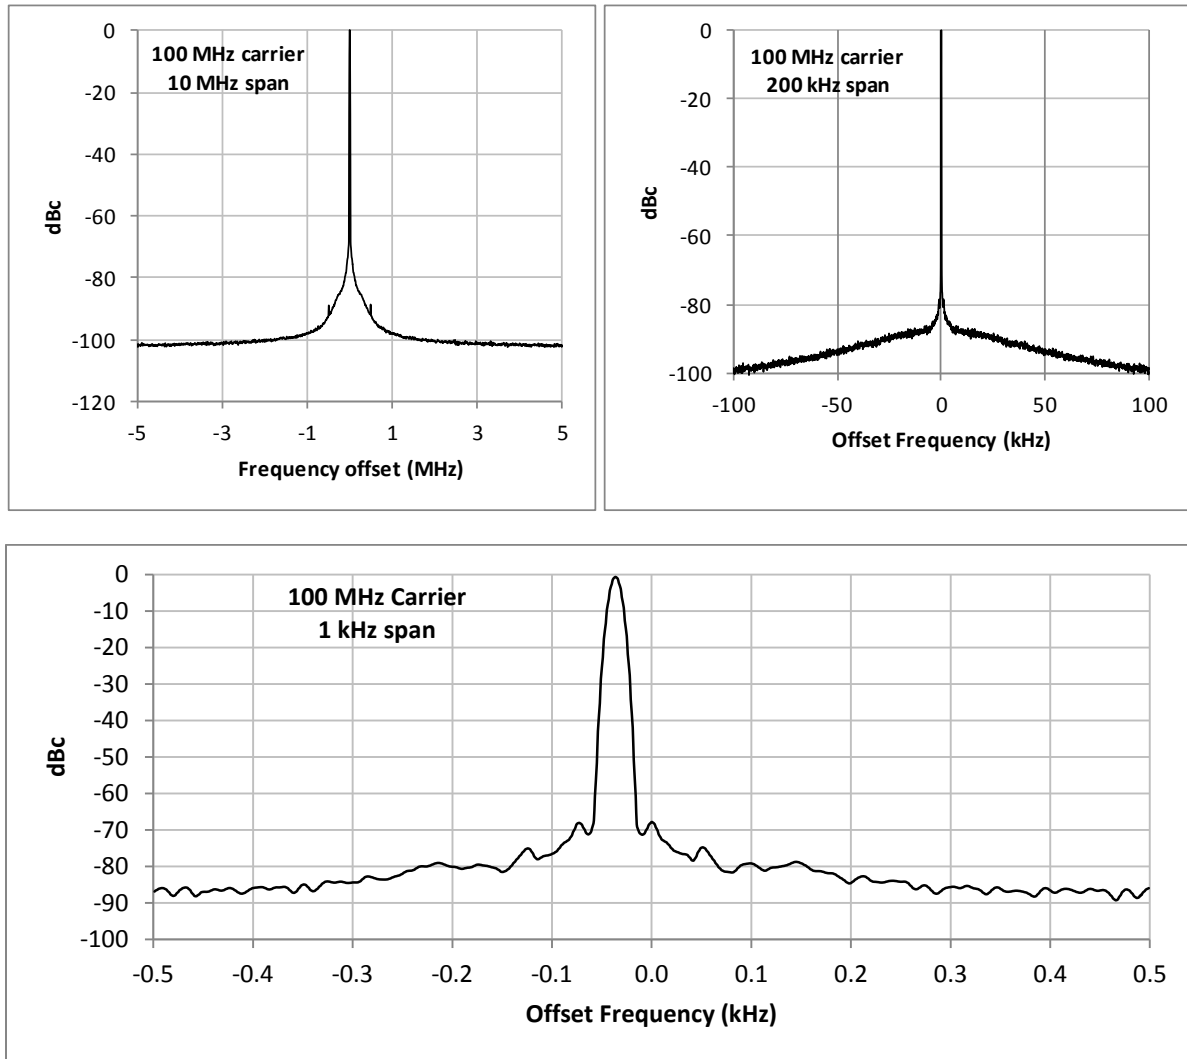 100 MHz carrier
10 MHz span
0
-20
-40
-60
-80
-100
-120
dBc
-5 -3 -1 1 3 5
Frequency offset (MHz)
100 MHz carrier
200 kHz span
0
-20
-40
-60
-80
-100
dBc
-100 -50 0 50 100
Offset Frequency (kHz)
100 MHz Carrier
1 kHz span
0
-10
-20
-30
-40
-50
-60
-70
-80
-90
-100
dBc
-0.5 -0.4 -0.3 -0.2 -0.1 0.0 0.1 0.2 0.3 0.4 0.5
Offset Frequency (kHz)